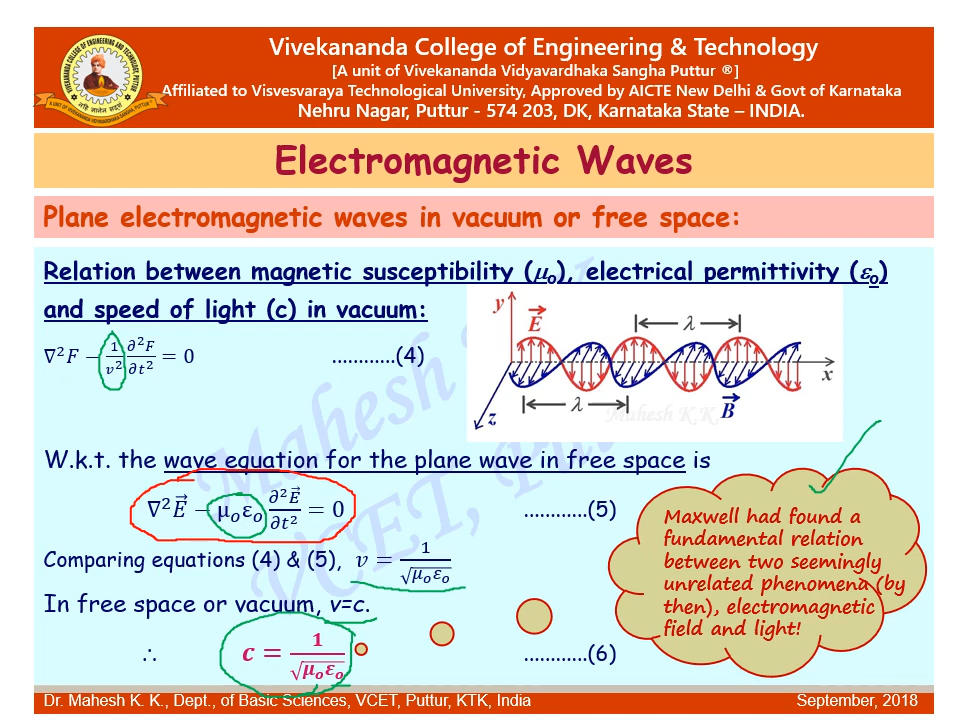 Vivekananda College of Engineering & Technology
[A unit of Vivekananda Vidyavardhaka Sangha Puttur ®]
Affiliated to Visvesvaraya Technological University, Approved by AICTE New Delhi & Govt of Karnataka
Nehru Nagar, Puttur - 574 203, DK, Karnataka State – INDIA.
Electromagnetic Waves
Plane electromagnetic waves in vacuum or free space:
Relation between magnetic susceptibility (μo), electrical permittivity (εo)
and speed of light (c) in vacuum:
∇²F − 1/v² ∂²F/∂t² = 0 ............(4)
y E⃗ λ
x
λ B⃗
z
Mahesh K.K.
W.k.t. the wave equation for the plane wave in free space is
∇²E⃗ − μₒεₒ ∂²E⃗/∂t² = 0 ............(5)
Comparing equations (4) & (5), v = 1/√μₒεₒ
In free space or vacuum, v=c.
∴ c = 1/√μₒεₒ ............(6)
Maxwell had found a
fundamental relation
between two seemingly
unrelated phenomena (by
then), electromagnetic
field and light!
Dr. Mahesh K. K., Dept., of Basic Sciences, VCET, Puttur, KTK, India September, 2018